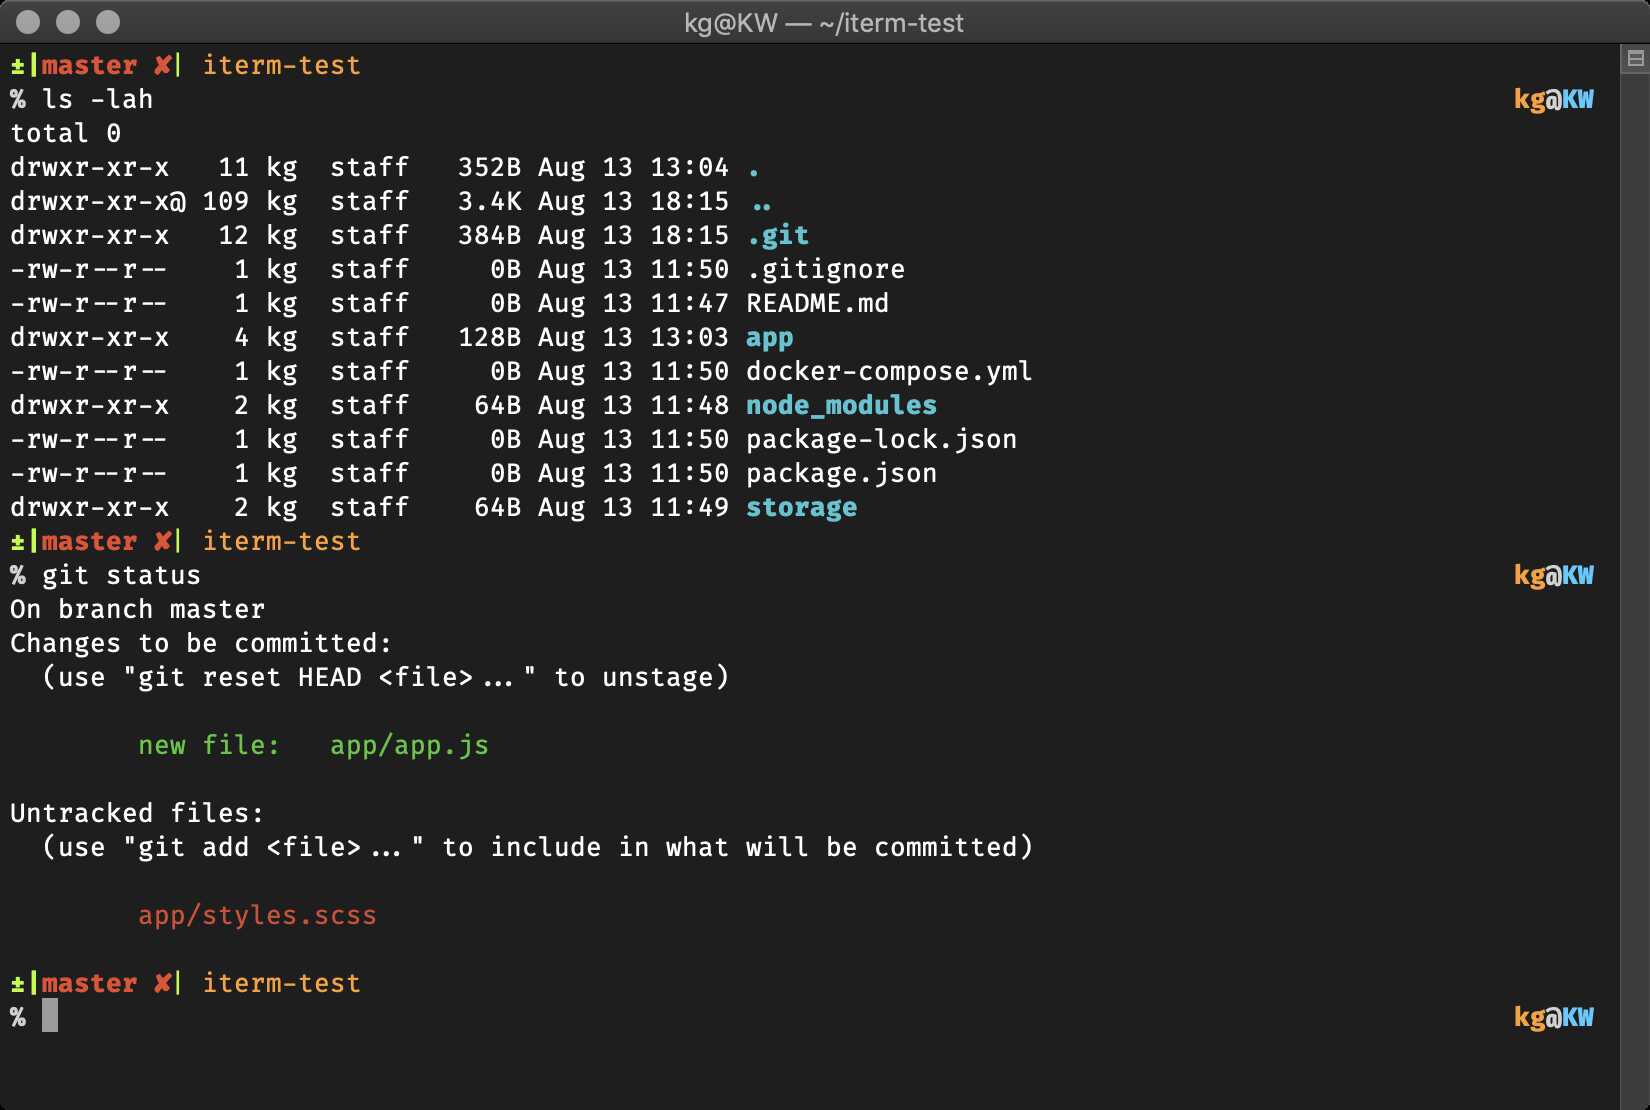 kg@KW — ~/iterm-test
±|master ✘| iterm-test
% ls -lah kg@KW
total 0
drwxr-xr-x   11 kg  staff   352B Aug 13 13:04 .
drwxr-xr-x@ 109 kg  staff   3.4K Aug 13 18:15 ..
drwxr-xr-x   12 kg  staff   384B Aug 13 18:15 .git
-rw-r--r--    1 kg  staff     0B Aug 13 11:50 .gitignore
-rw-r--r--    1 kg  staff     0B Aug 13 11:47 README.md
drwxr-xr-x    4 kg  staff   128B Aug 13 13:03 app
-rw-r--r--    1 kg  staff     0B Aug 13 11:50 docker-compose.yml
drwxr-xr-x    2 kg  staff    64B Aug 13 11:48 node_modules
-rw-r--r--    1 kg  staff     0B Aug 13 11:50 package-lock.json
-rw-r--r--    1 kg  staff     0B Aug 13 11:50 package.json
drwxr-xr-x    2 kg  staff    64B Aug 13 11:49 storage
±|master ✘| iterm-test
% git status kg@KW
On branch master
Changes to be committed:
  (use "git reset HEAD <file>..." to unstage)
        new file:   app/app.js
Untracked files:
  (use "git add <file>..." to include in what will be committed)
        app/styles.scss
±|master ✘| iterm-test
% kg@KW